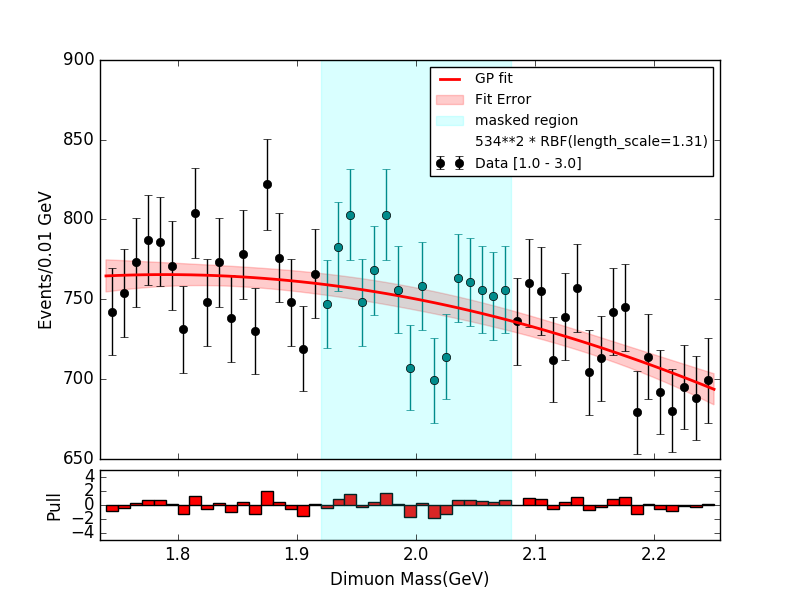 900
850
800
750
700
650
Events/0.01 GeV
GP fit
Fit Error
masked region
534**2 * RBF(length_scale=1.31)
Data [1.0 - 3.0]
4
2
0
−2
−4
Pull
1.8 1.9 2.0 2.1 2.2
Dimuon Mass(GeV)